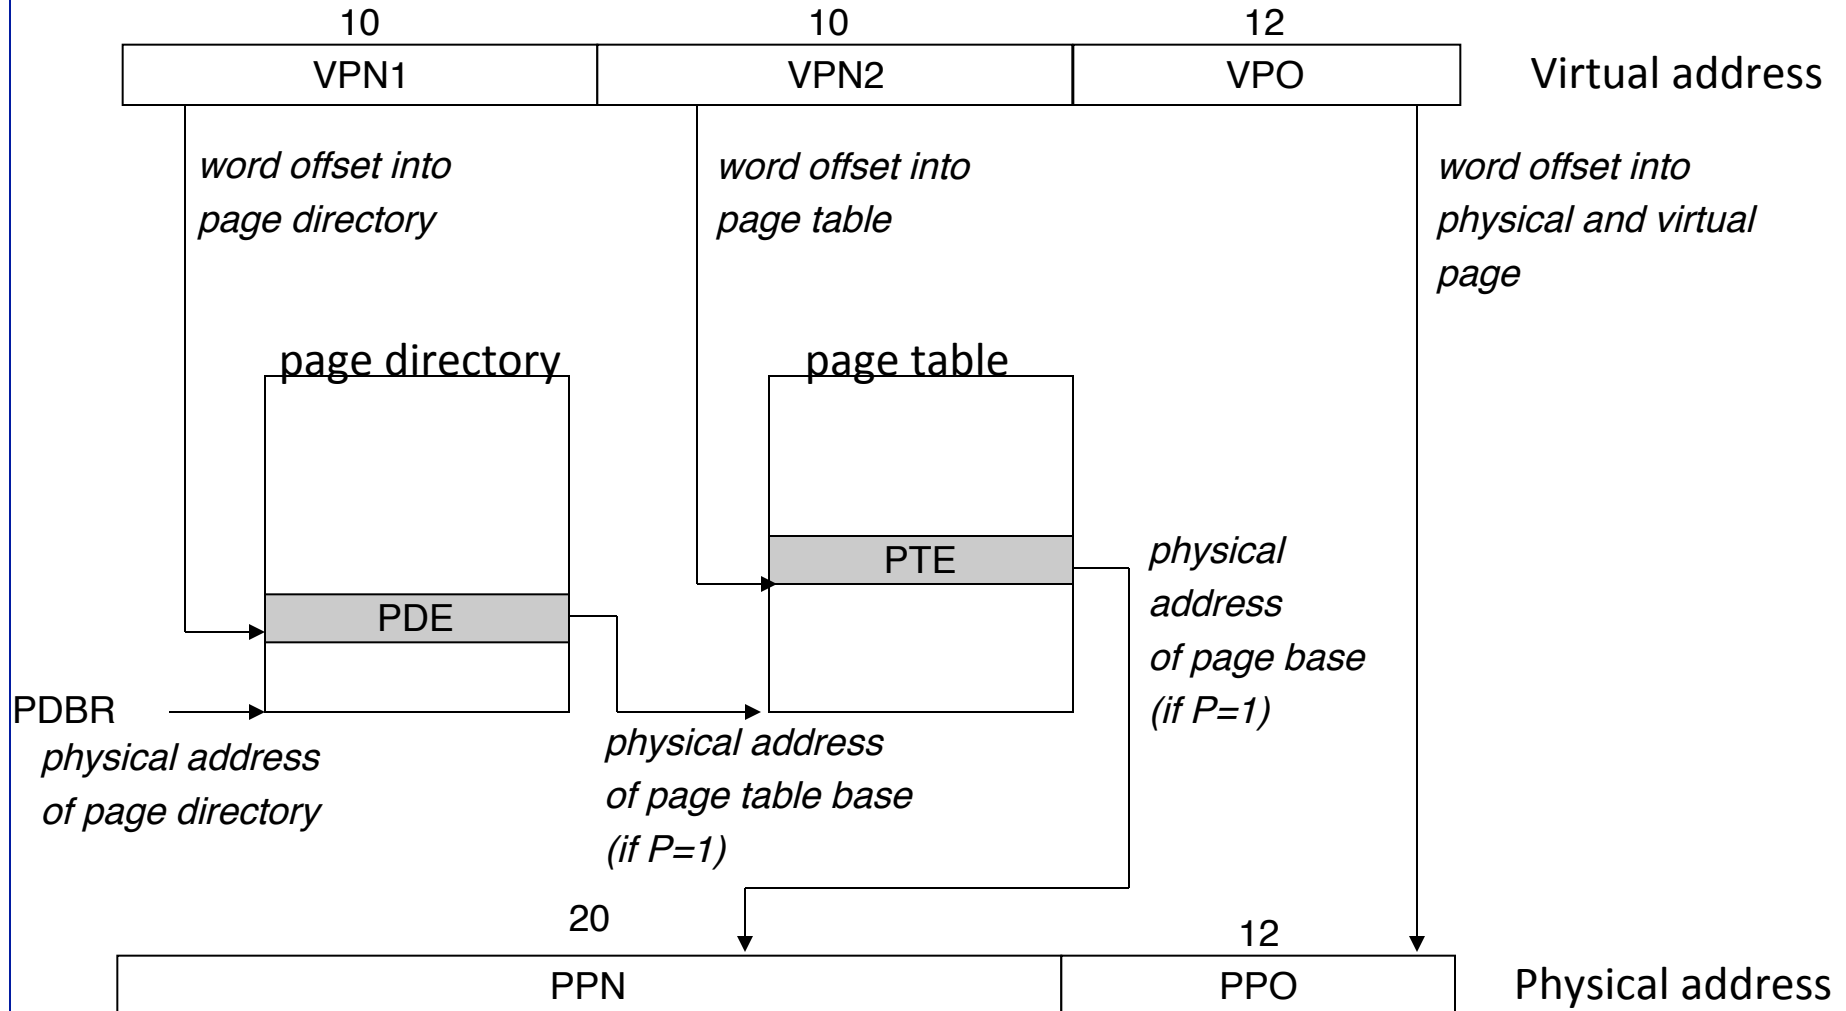 10
10
12
VPN1
VPN2
VPO
Virtual address
word offset into
page directory
word offset into
page table
word offset into
physical and virtual
page
page directory
page table
PTE
physical
address
of page base
(if P=1)
PDE
PDBR
physical address
of page directory
physical address
of page table base
(if P=1)
20
12
PPN
PPO
Physical address